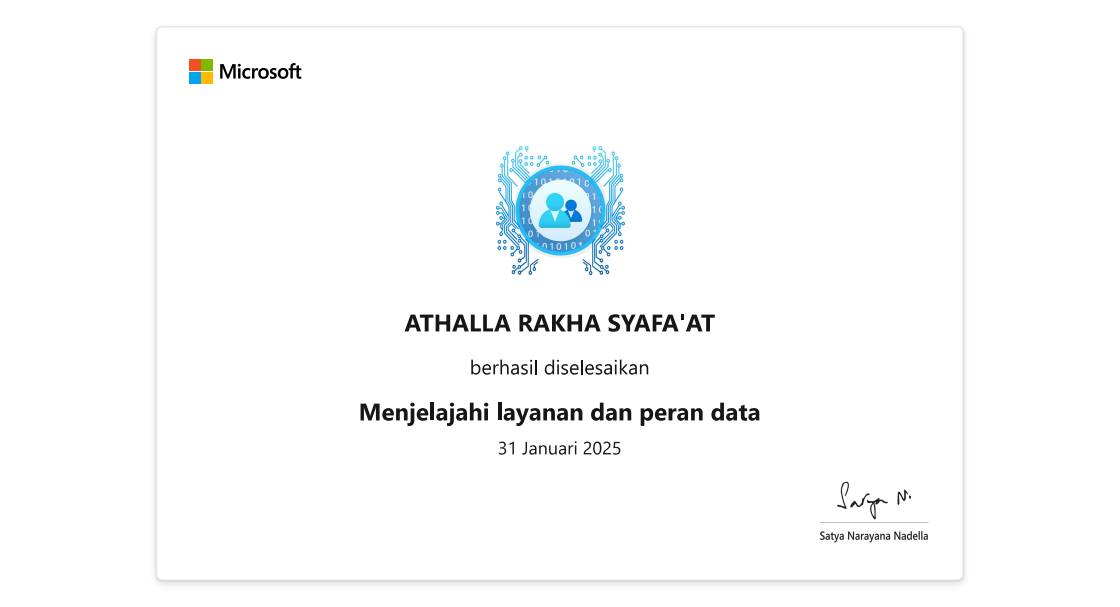 Microsoft
ATHALLA RAKHA SYAFA'AT
berhasil diselesaikan
Menjelajahi layanan dan peran data
31 Januari 2025
Satya N.
Satya Narayana Nadella